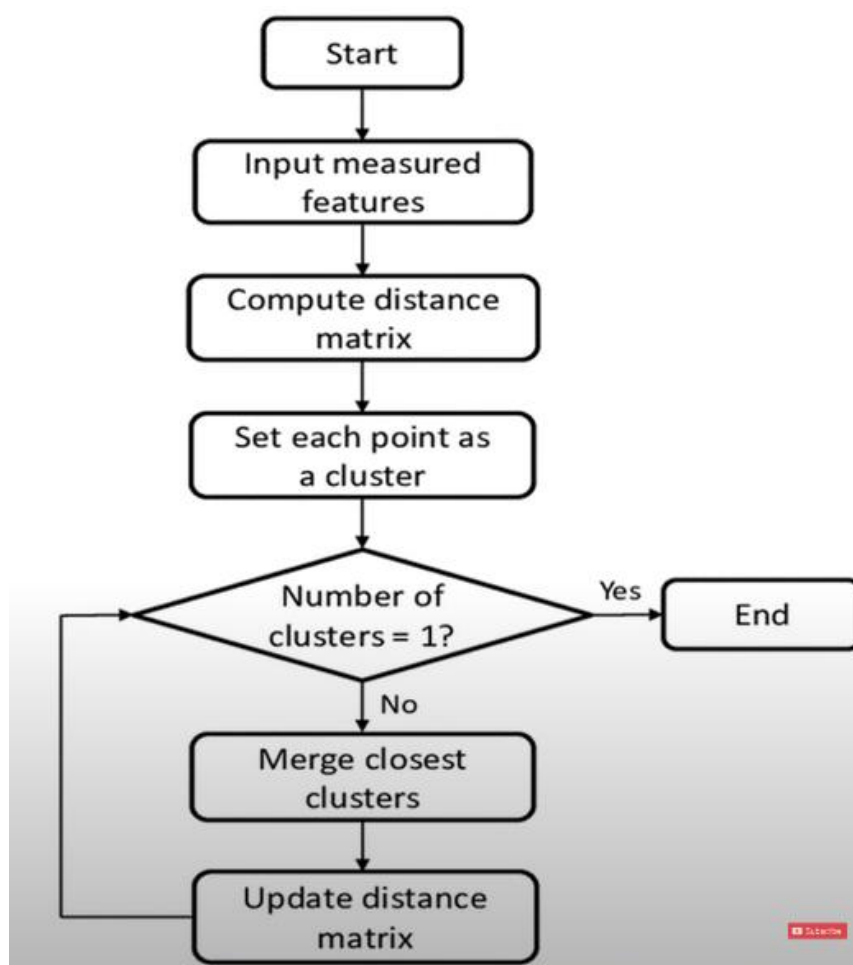 Start
Input measured
features
Compute distance
matrix
Set each point as
a cluster
Number of
clusters = 1?
Yes
End
No
Merge closest
clusters
Update distance
matrix
Subscribe